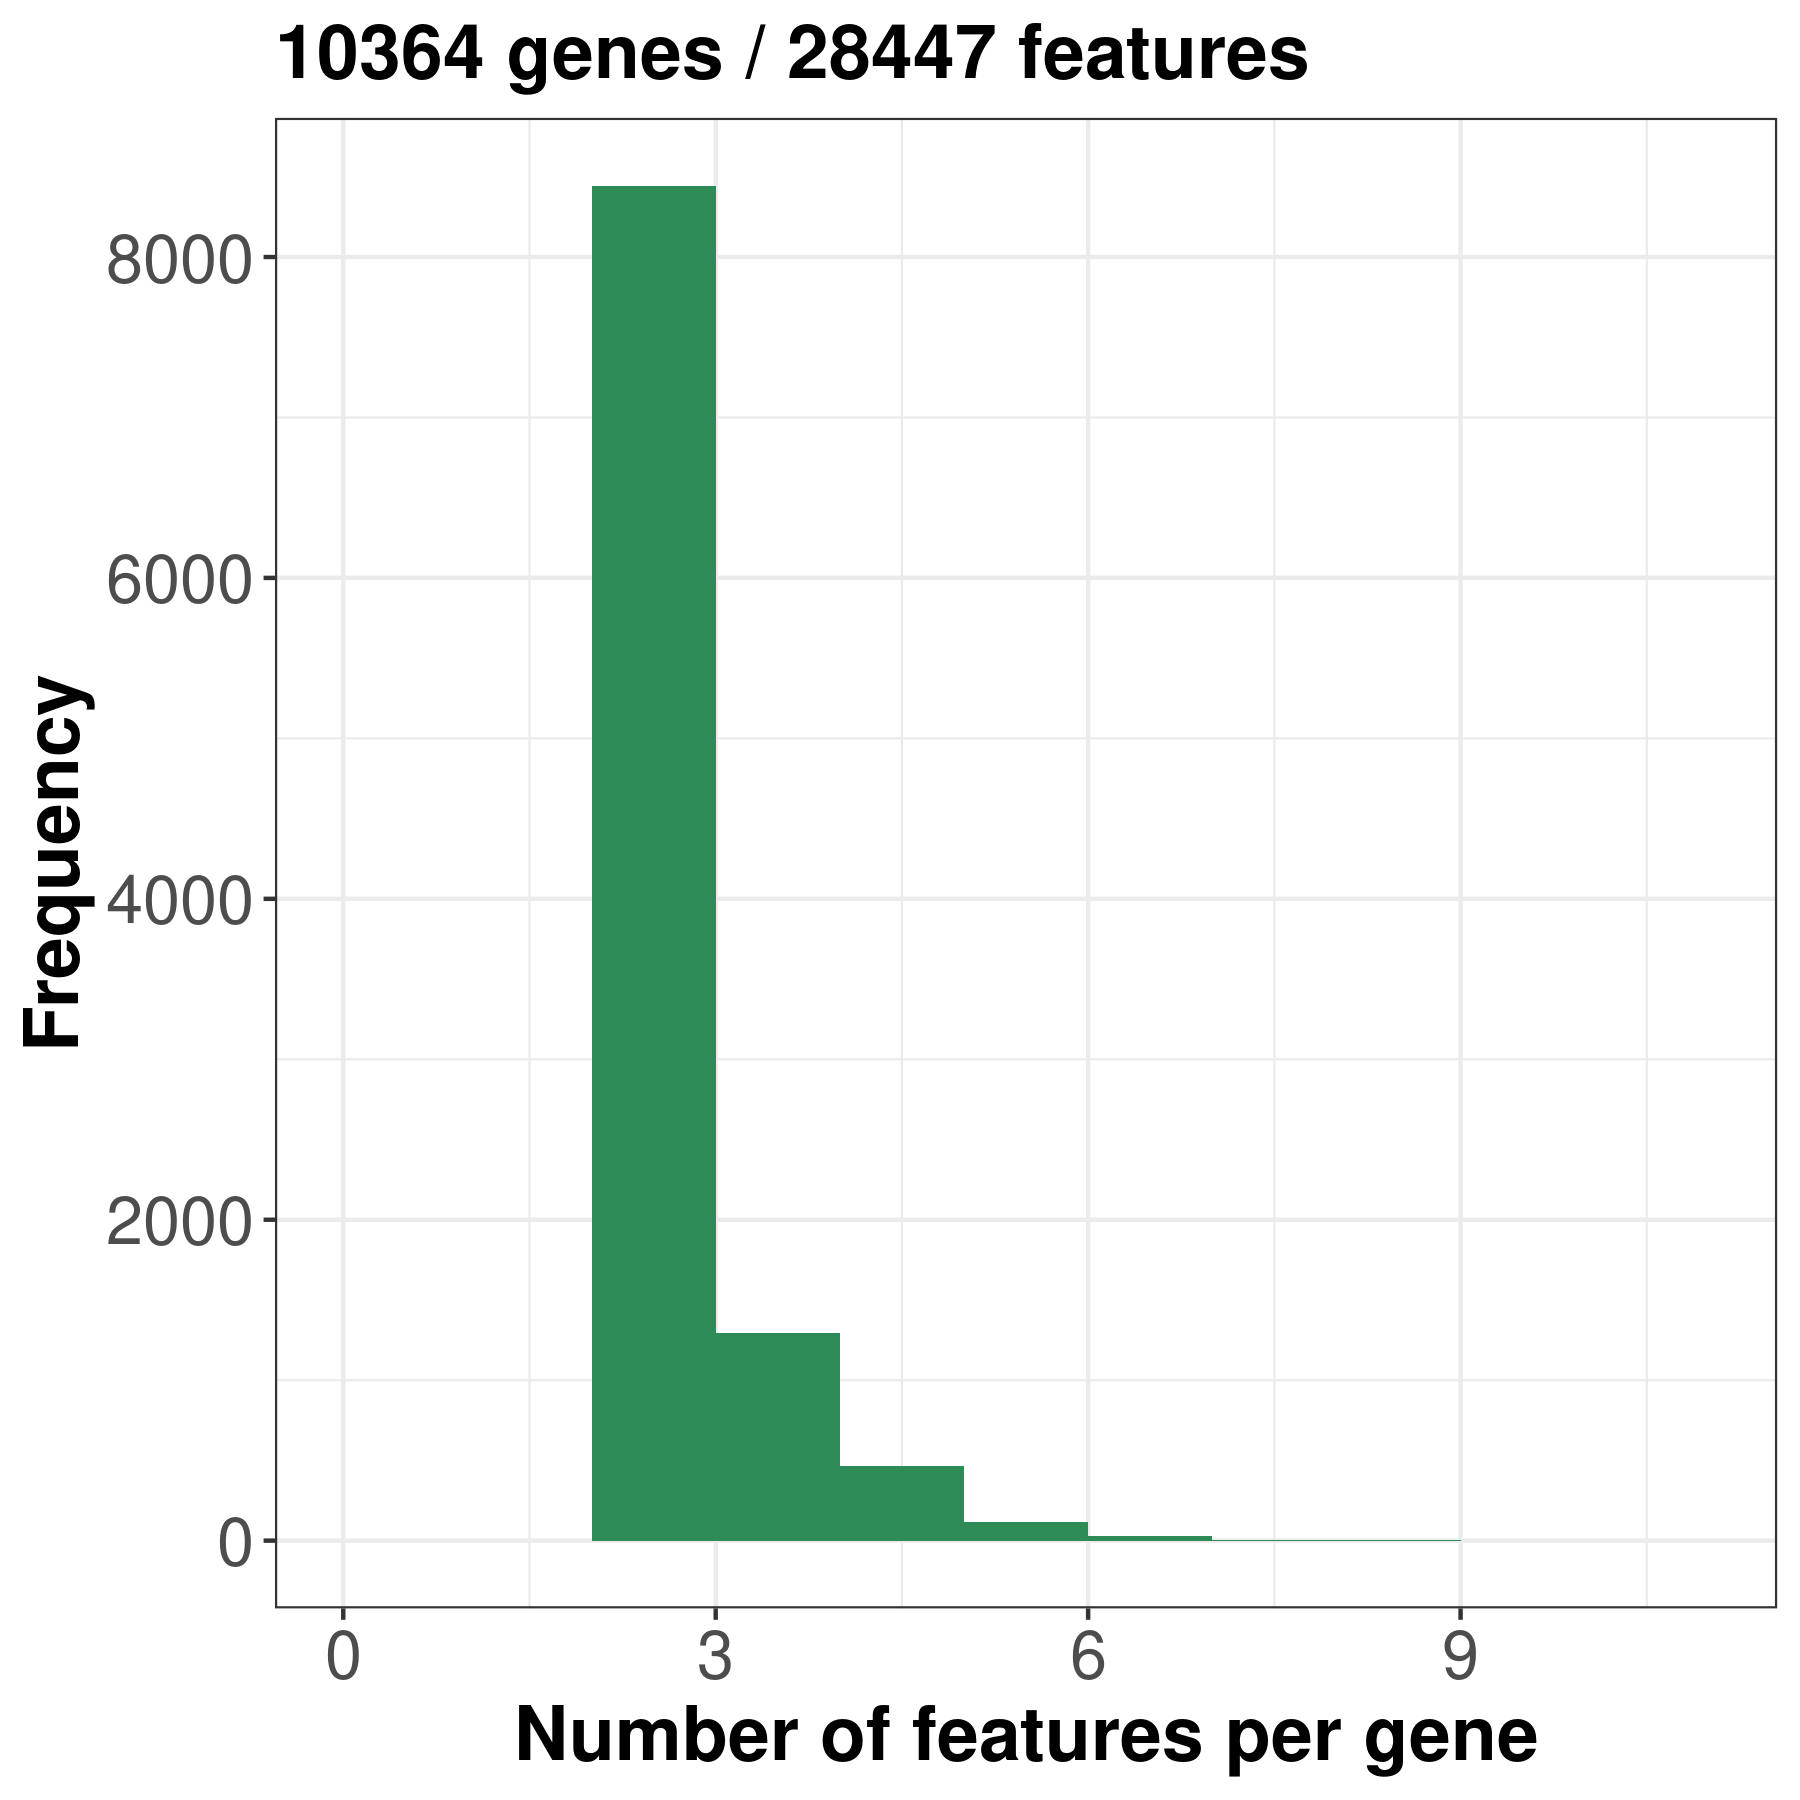 10364 genes / 28447 features
Frequency
8000
6000
4000
2000
0
0 3 6 9
Number of features per gene